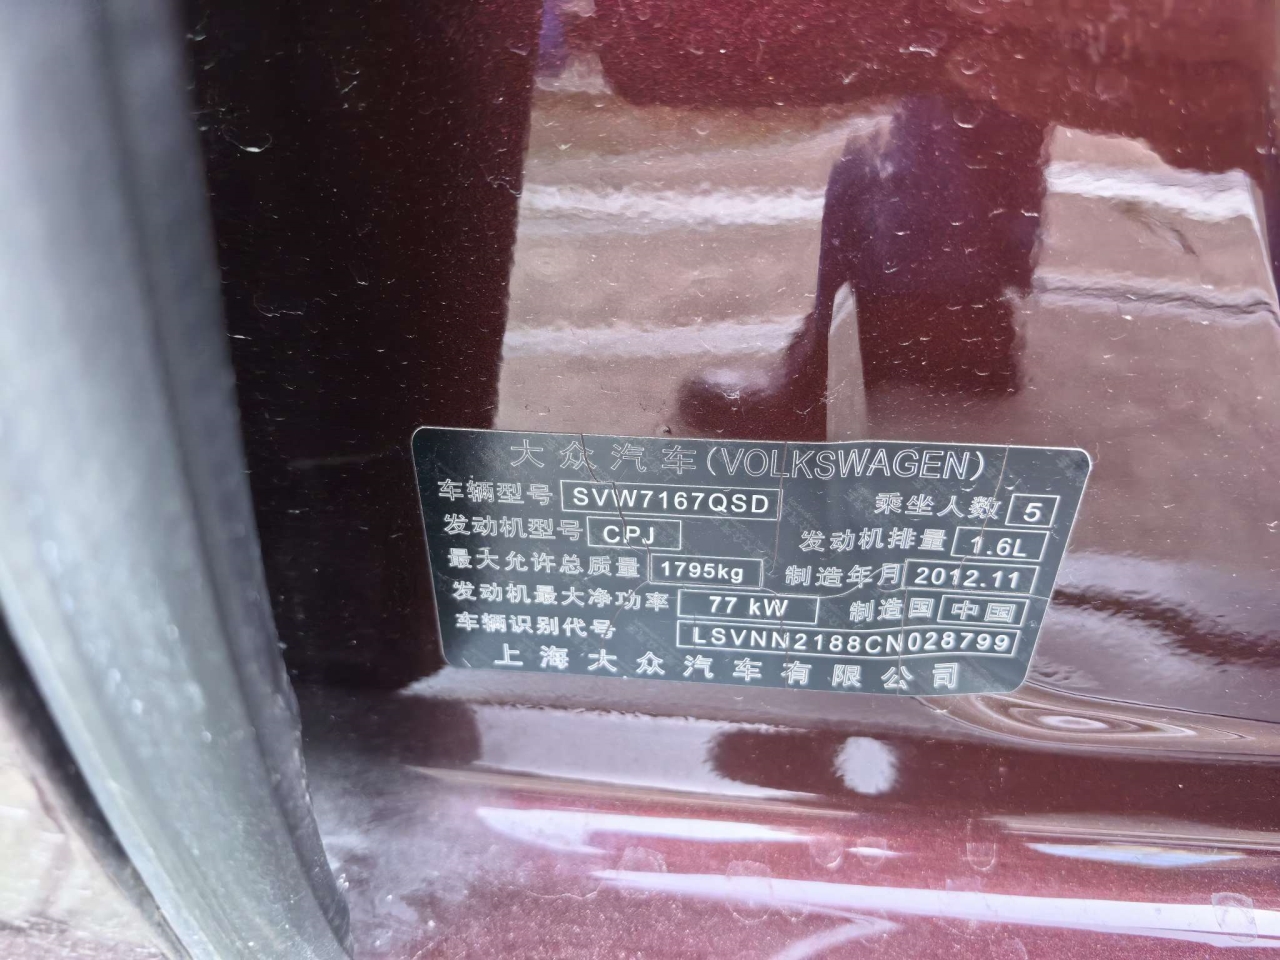 大众汽车(VOLKSWAGEN)
车辆型号 SVW7167QSD 乘坐人数 5
发动机型号 CPJ 发动机排量 1.6L
最大允许总质量 1795kg 制造年月 2012.11
发动机最大净功率 77 kW 制造国 中国
车辆识别代号 LSVNN2188CN028799
上海大众汽车有限公司